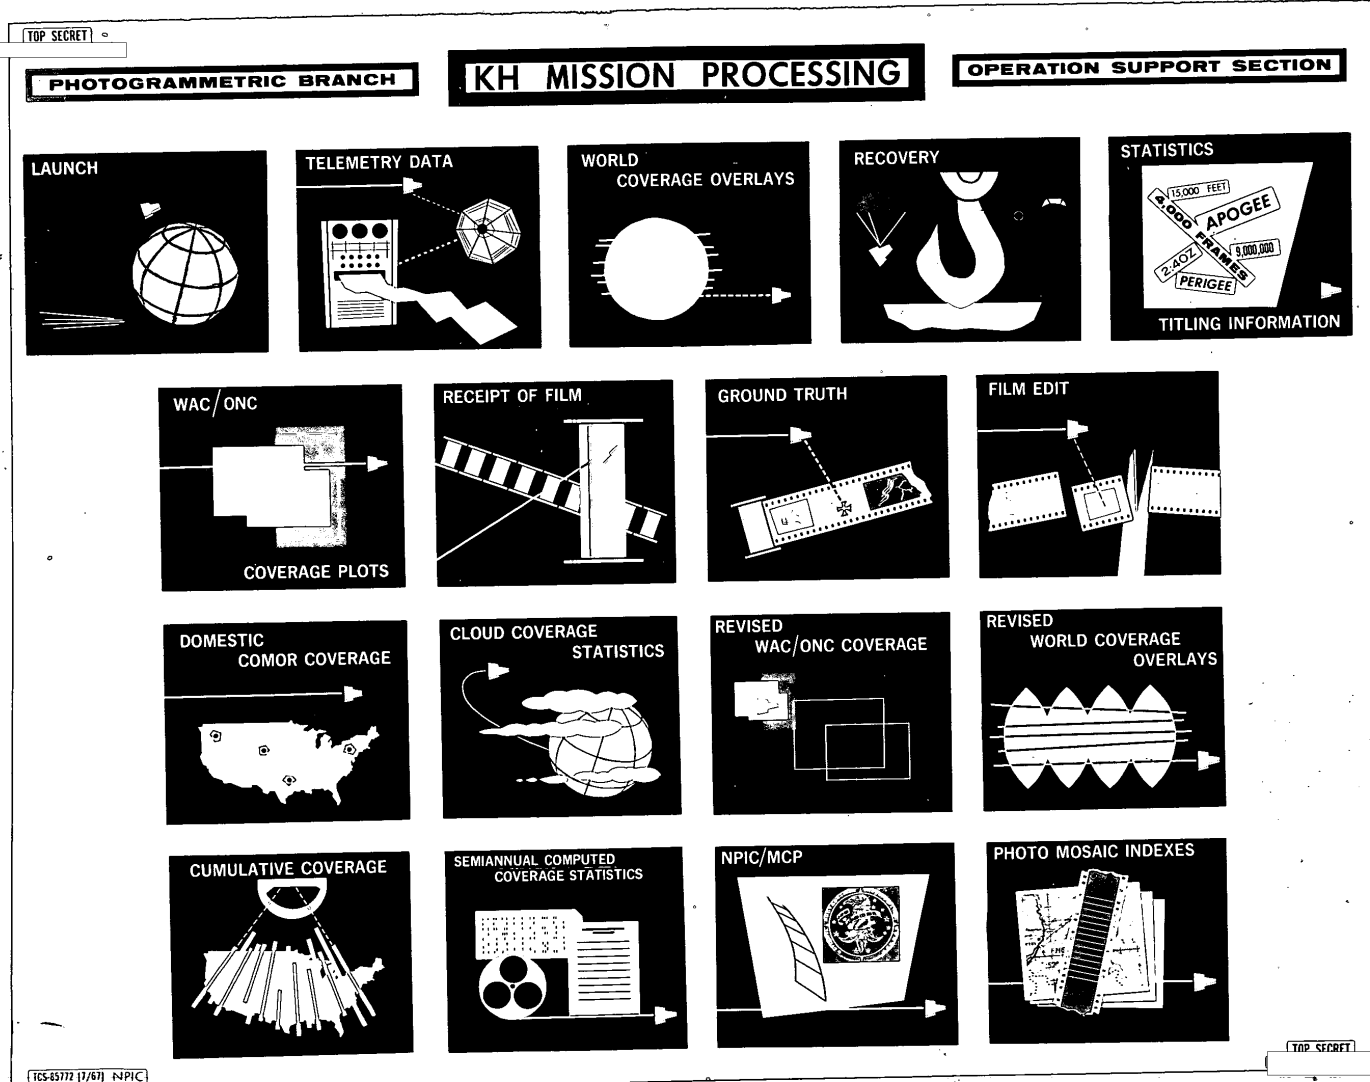 TOP SECRET
PHOTOGRAMMETRIC BRANCH
KH MISSION PROCESSING
OPERATION SUPPORT SECTION
LAUNCH
TELEMETRY DATA
WORLD
COVERAGE OVERLAYS
RECOVERY
STATISTICS
15,000 FEET
4,000 FRAMES
APOGEE
2.4OZ
9,000,000
PERIGEE
TITLING INFORMATION
WAC/ONC
COVERAGE PLOTS
RECEIPT OF FILM
GROUND TRUTH
FILM EDIT
DOMESTIC
COMOR COVERAGE
CLOUD COVERAGE
STATISTICS
REVISED
WAC/ONC COVERAGE
REVISED
WORLD COVERAGE
OVERLAYS
CUMULATIVE COVERAGE
SEMIANNUAL COMPUTED
COVERAGE STATISTICS
NPIC/MCP
PHOTO MOSAIC INDEXES
TOP SECRET
TCS-85772 (7/67) NPIC